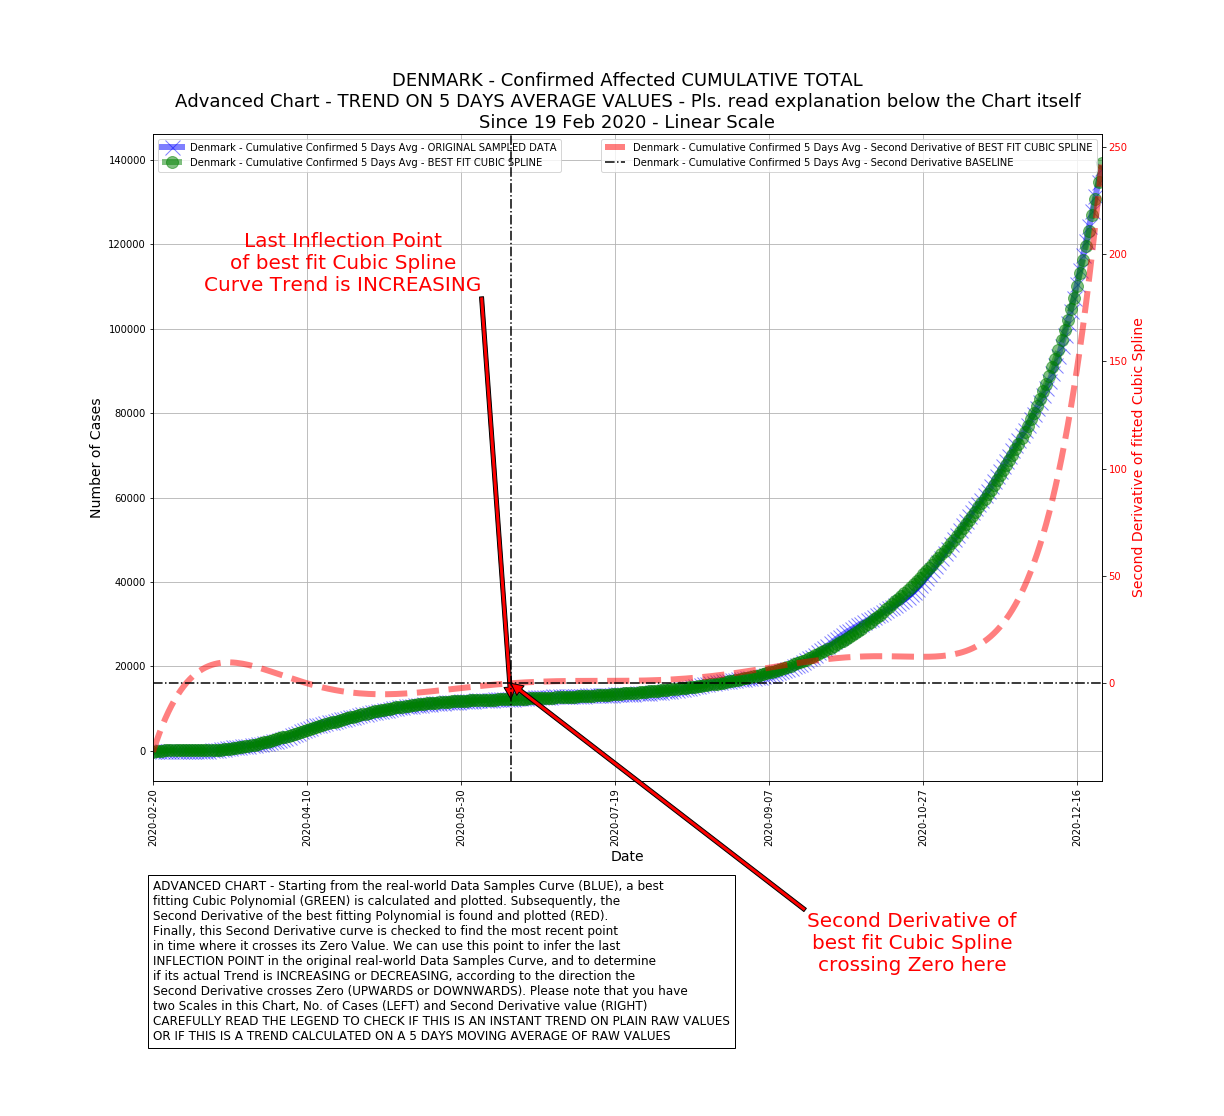 DENMARK - Confirmed Affected CUMULATIVE TOTAL
Advanced Chart - TREND ON 5 DAYS AVERAGE VALUES - Pls. read explanation below the Chart itself
Since 19 Feb 2020 - Linear Scale
Denmark - Cumulative Confirmed 5 Days Avg - ORIGINAL SAMPLED DATA
Denmark - Cumulative Confirmed 5 Days Avg - BEST FIT CUBIC SPLINE
Denmark - Cumulative Confirmed 5 Days Avg - Second Derivative of BEST FIT CUBIC SPLINE
Denmark - Cumulative Confirmed 5 Days Avg - Second Derivative BASELINE
Last Inflection Point
of best fit Cubic Spline
Curve Trend is INCREASING
Number of Cases
140000
120000
100000
80000
60000
40000
20000
0
250
200
150
100
50
0
Second Derivative of fitted Cubic Spline
2020-02-20
2020-04-10
2020-05-30
2020-07-19
2020-09-07
2020-10-27
2020-12-16
Date
Second Derivative of
best fit Cubic Spline
crossing Zero here
ADVANCED CHART - Starting from the real-world Data Samples Curve (BLUE), a best
fitting Cubic Polynomial (GREEN) is calculated and plotted. Subsequently, the
Second Derivative of the best fitting Polynomial is found and plotted (RED).
Finally, this Second Derivative curve is checked to find the most recent point
in time where it crosses its Zero Value. We can use this point to infer the last
INFLECTION POINT in the original real-world Data Samples Curve, and to determine
if its actual Trend is INCREASING or DECREASING, according to the direction the
Second Derivative crosses Zero (UPWARDS or DOWNWARDS). Please note that you have
two Scales in this Chart, No. of Cases (LEFT) and Second Derivative value (RIGHT)
CAREFULLY READ THE LEGEND TO CHECK IF THIS IS AN INSTANT TREND ON PLAIN RAW VALUES
OR IF THIS IS A TREND CALCULATED ON A 5 DAYS MOVING AVERAGE OF RAW VALUES